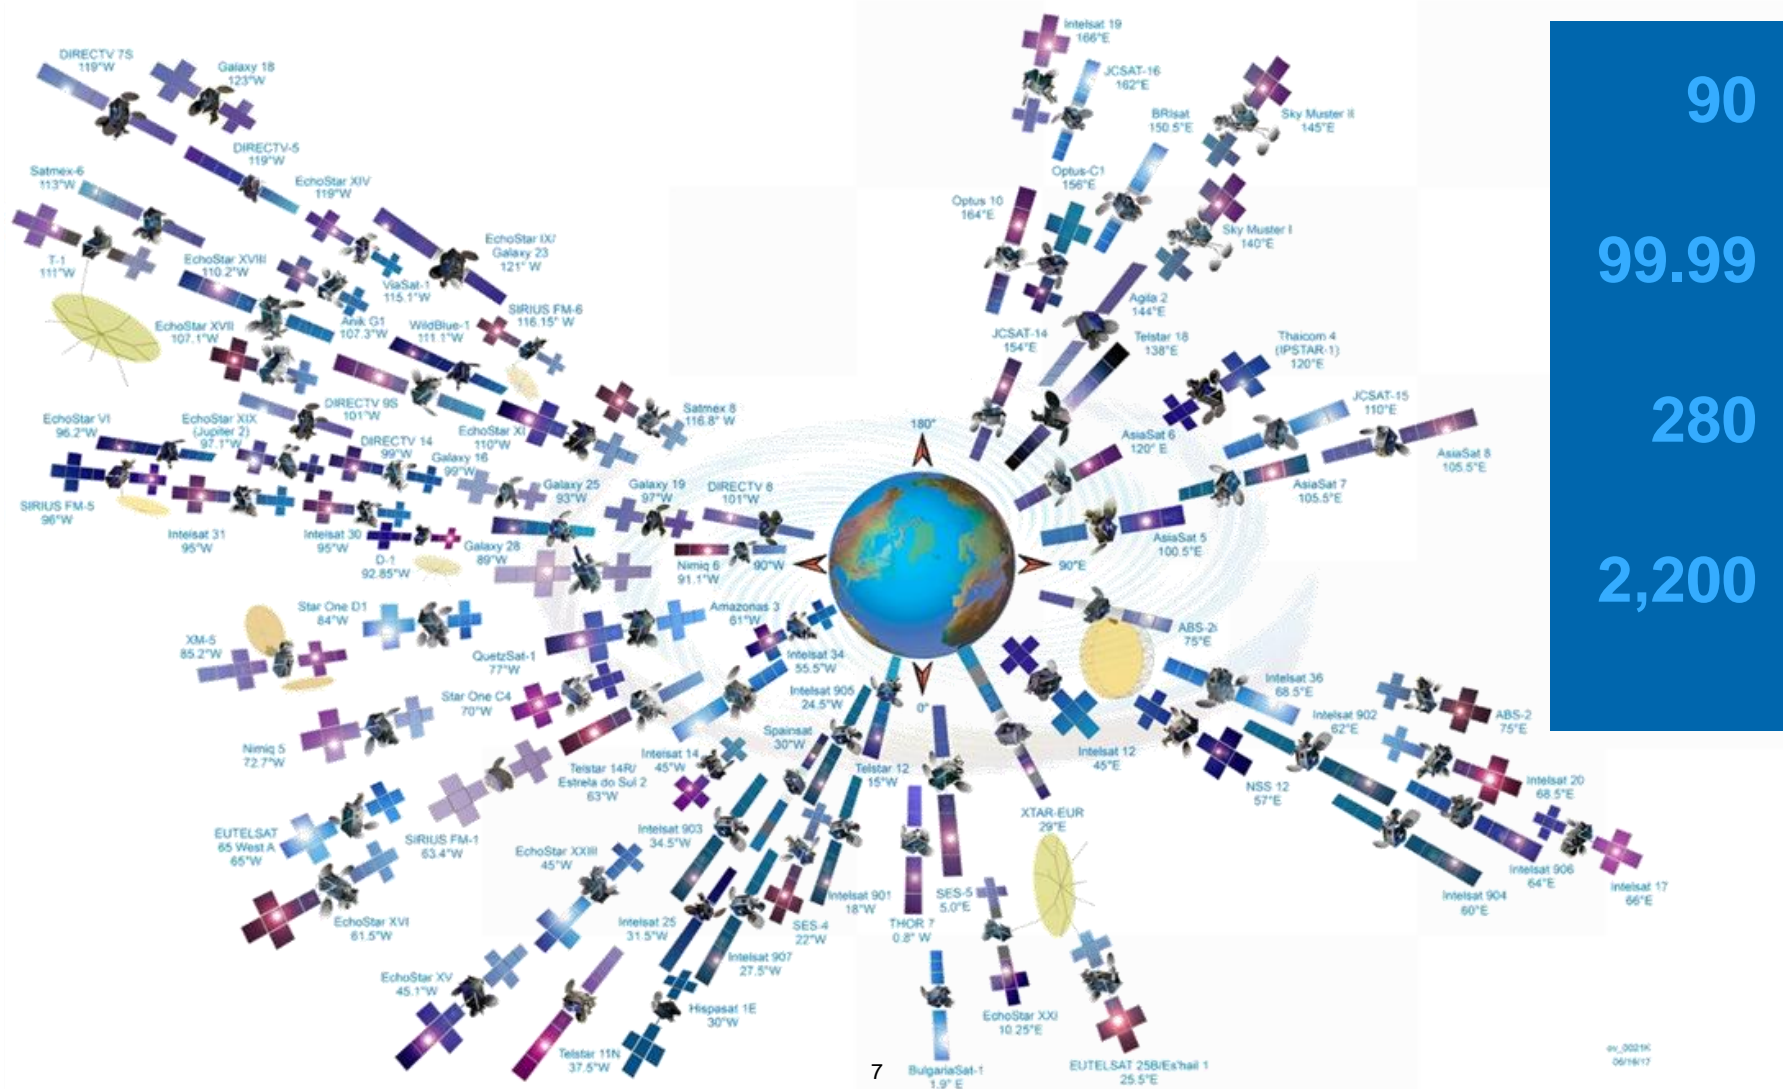 DIRECTV 7S
119°W
Galaxy 18
123°W
DIRECTV-5
119°W
Satmex-6
113°W
EchoStar XIV
119°W
EchoStar IX/
Galaxy 23
121° W
T-1
111°W
EchoStar XVIII
110.2°W
ViaSat-1
115.1°W
SIRIUS FM-6
116.15° W
EchoStar XVII
107.1°W
Anik G1
107.3°W
WildBlue-1
111.1°W
DIRECTV 9S
101°W
EchoStar XI
110°W
Satmex 8
116.8° W
EchoStar VI
96.2°W
EchoStar XIX
(Jupiter 2)
97.1°W
DIRECTV 14
99°W
Galaxy 16
99°W
Galaxy 25
93°W
Galaxy 19
97°W
DIRECTV 8
101°W
SIRIUS FM-5
96°W
Intelsat 31
95°W
Intelsat 30
95°W
D-1
92.85°W
Galaxy 28
89°W
Nimiq 6
91.1°W
90°W
180°
90°E
0°
Star One D1
84°W
XM-5
85.2°W
QuetzSat-1
77°W
Amazonas 3
61°W
Intelsat 34
55.5°W
Star One C4
70°W
Nimiq 5
72.7°W
Intelsat 905
24.5°W
Spainsat
30°W
Intelsat 14
45°W
Telstar 14R/
Estrela do Sul 2
63°W
Telstar 12
15°W
EUTELSAT
65 West A
65°W
SIRIUS FM-1
63.4°W
Intelsat 903
34.5°W
EchoStar XXIII
45°W
EchoStar XVI
61.5°W
Intelsat 25
31.5°W
Intelsat 901
18°W
SES-4
22°W
THOR 7
0.8° W
SES-5
5.0°E
EchoStar XV
45.1°W
Intelsat 907
27.5°W
Hispasat 1E
30°W
Telstar 11N
37.5°W
BulgariaSat-1
1.9° E
EchoStar XXI
10.25°E
EUTELSAT 25B/Es'hail 1
25.5°E
XTAR-EUR
29°E
Intelsat 12
45°E
Intelsat 19
166°E
JCSAT-16
162°E
BRIsat
150.5°E
Sky Muster II
145°E
Optus-C1
156°E
Optus 10
164°E
Sky Muster I
140°E
Agila 2
144°E
JCSAT-14
154°E
Telstar 18
138°E
Thaicom 4
(IPSTAR-1)
120°E
JCSAT-15
110°E
AsiaSat 6
120° E
AsiaSat 8
105.5°E
AsiaSat 7
105.5°E
AsiaSat 5
100.5°E
75°E
Intelsat 36
68.5°E
Intelsat 902
62°E
ABS-2
75°E
NSS 12
57°E
Intelsat 20
68.5°E
Intelsat 906
64°E
Intelsat 904
60°E
Intelsat 17
66°E
90
99.99
280
2,200
7
06/16/17